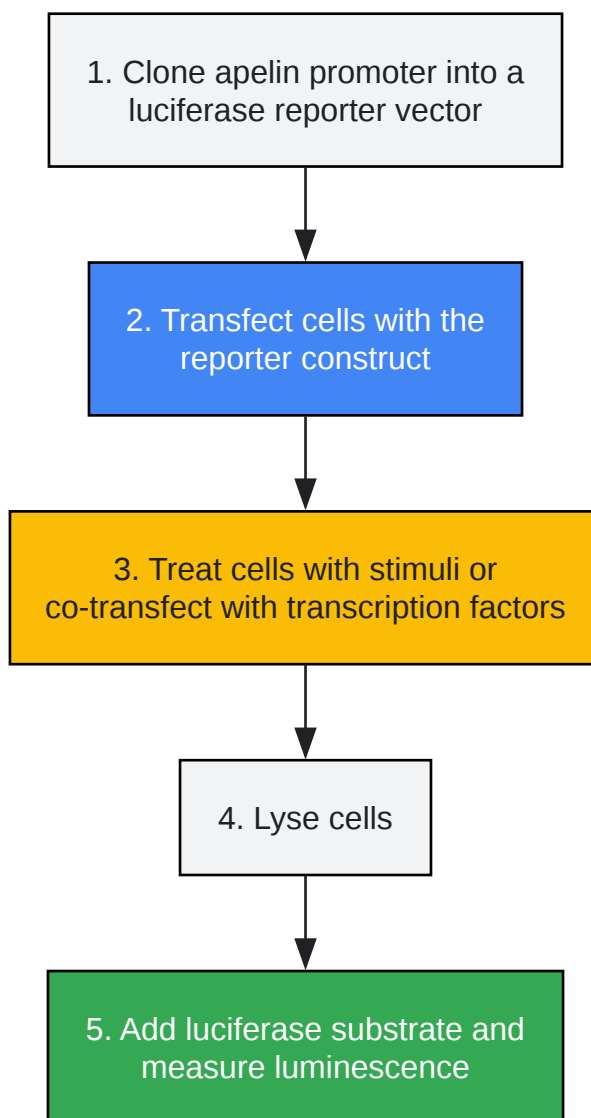 1. Clone apelin promoter into a
luciferase reporter vector
2. Transfect cells with the
reporter construct
3. Treat cells with stimuli or
co-transfect with transcription factors
4. Lyse cells
5. Add luciferase substrate and
measure luminescence